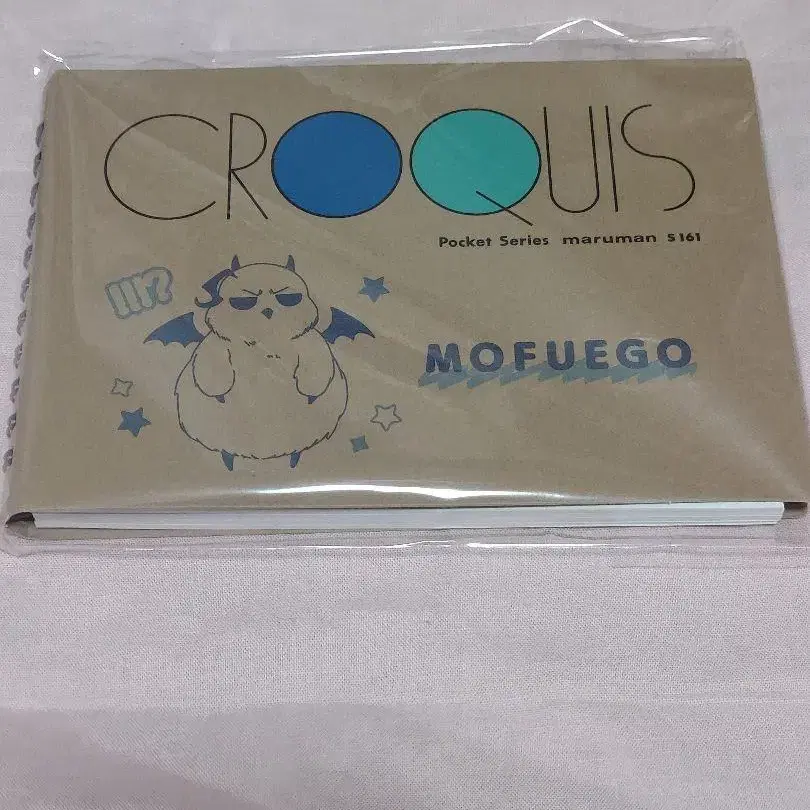 CROQUIS
Pocket Series maruman S161
MOFUEGO